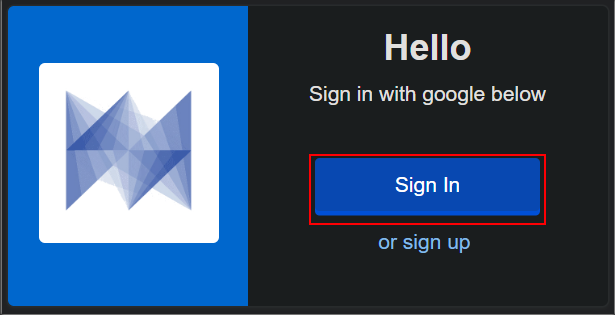 Hello
Sign in with google below
Sign In
or sign up